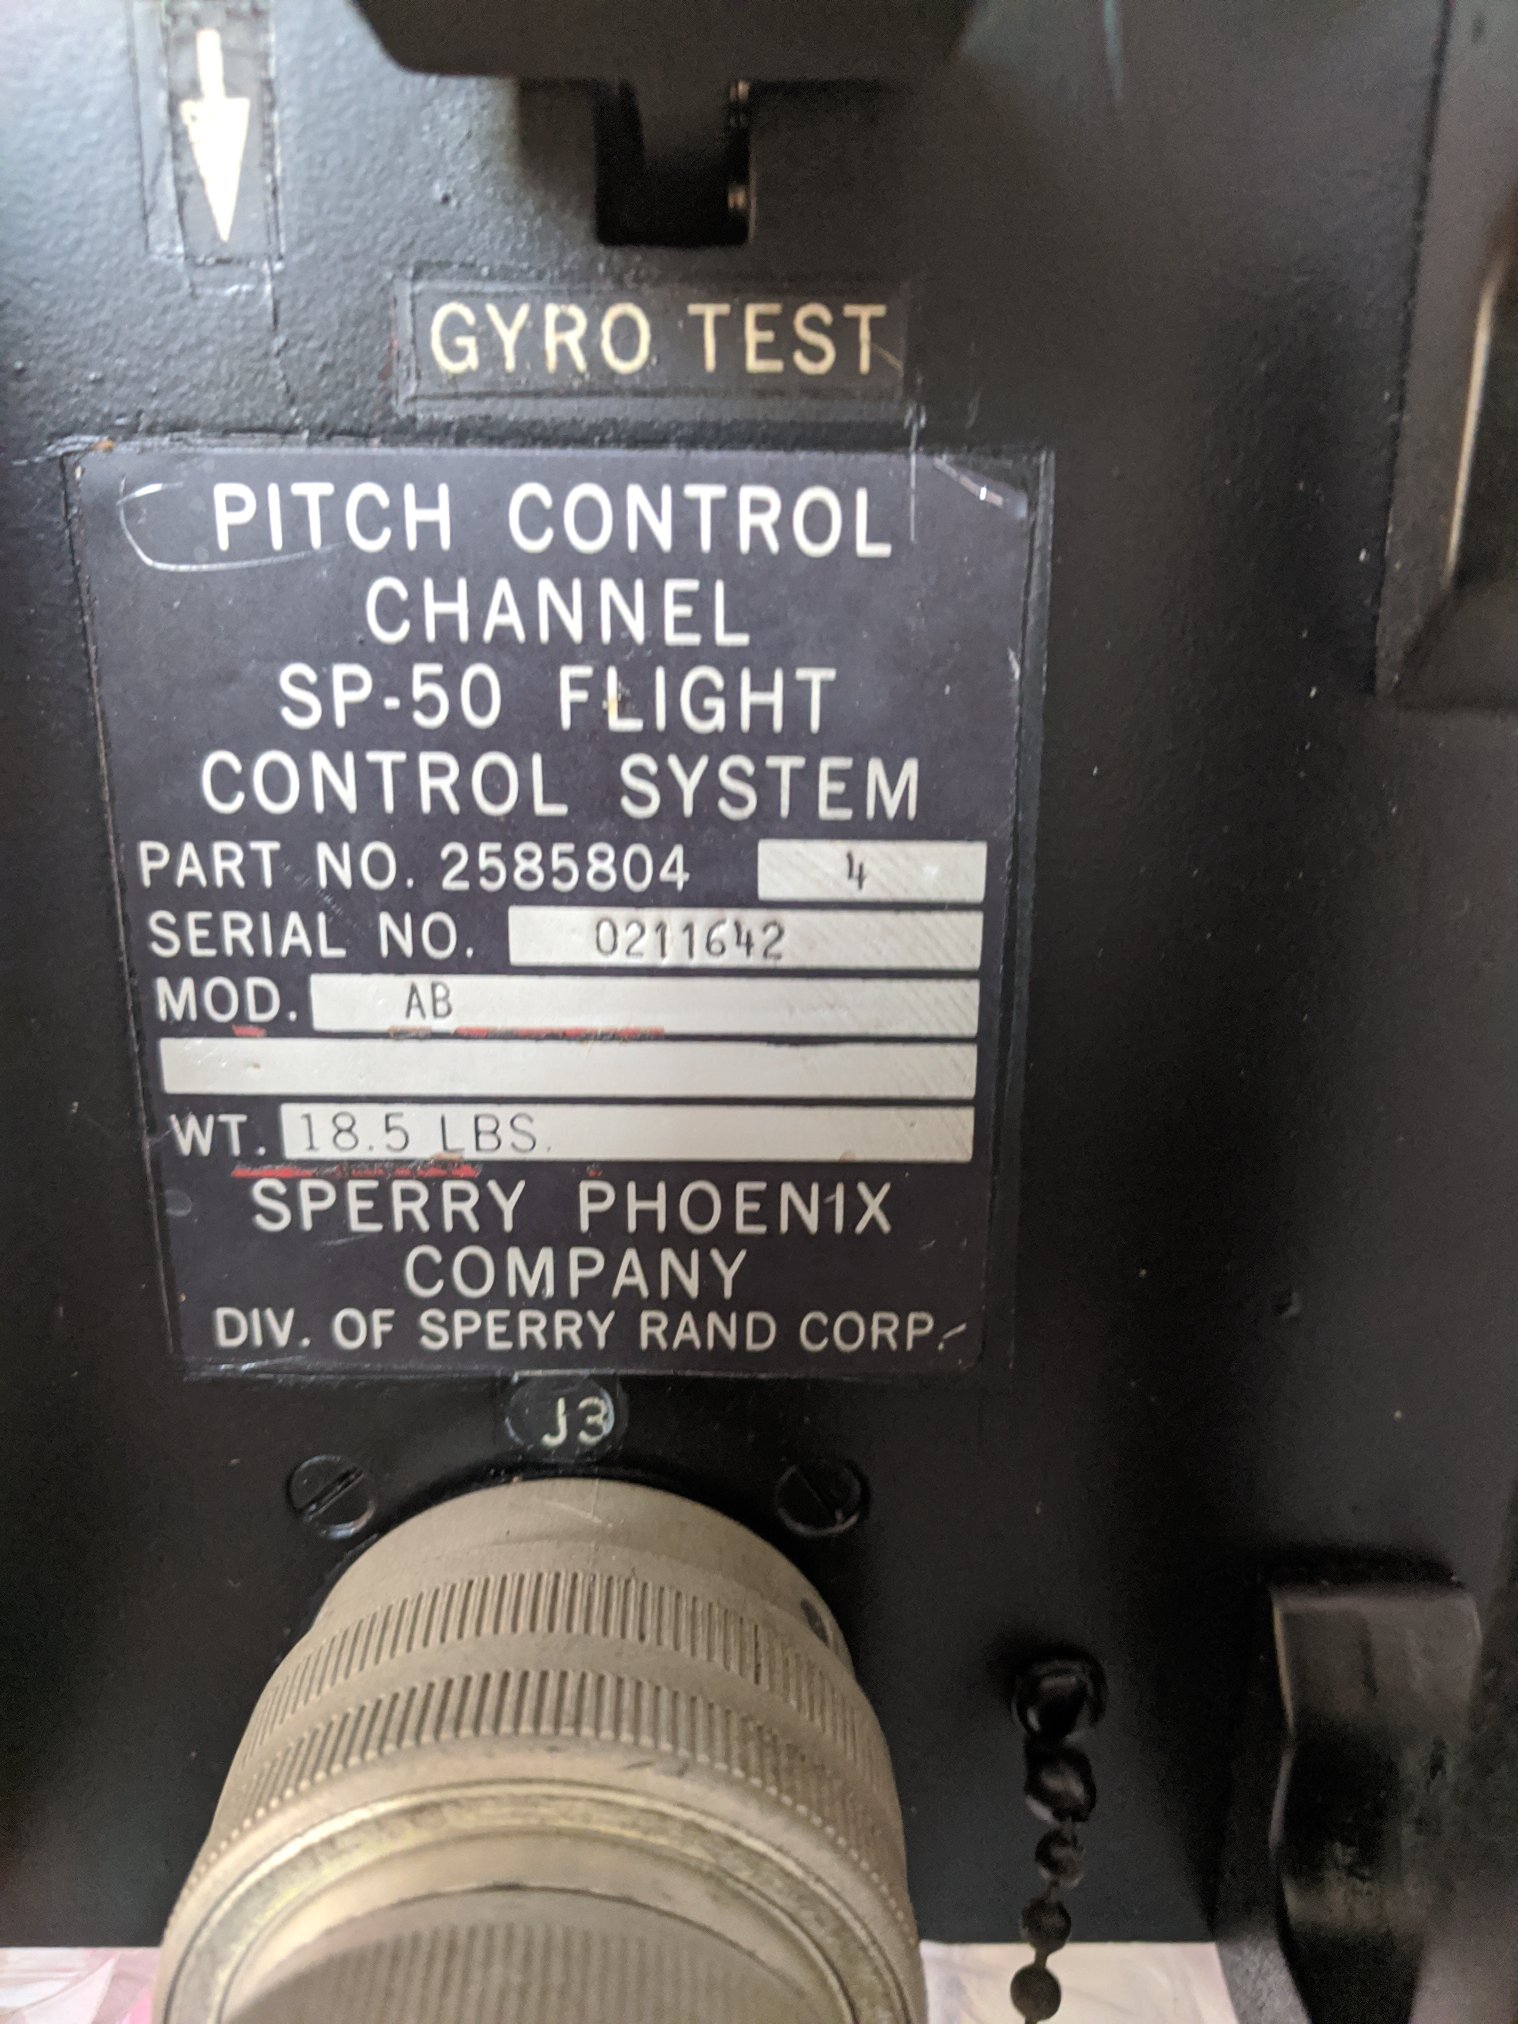 GYRO TEST
PITCH CONTROL
CHANNEL
SP-50 FLIGHT
CONTROL SYSTEM
PART NO. 2585804 4
SERIAL NO. 0211642
MOD. AB
WT. 18.5 LBS.
SPERRY PHOENIX
COMPANY
DIV. OF SPERRY RAND CORP.
J3